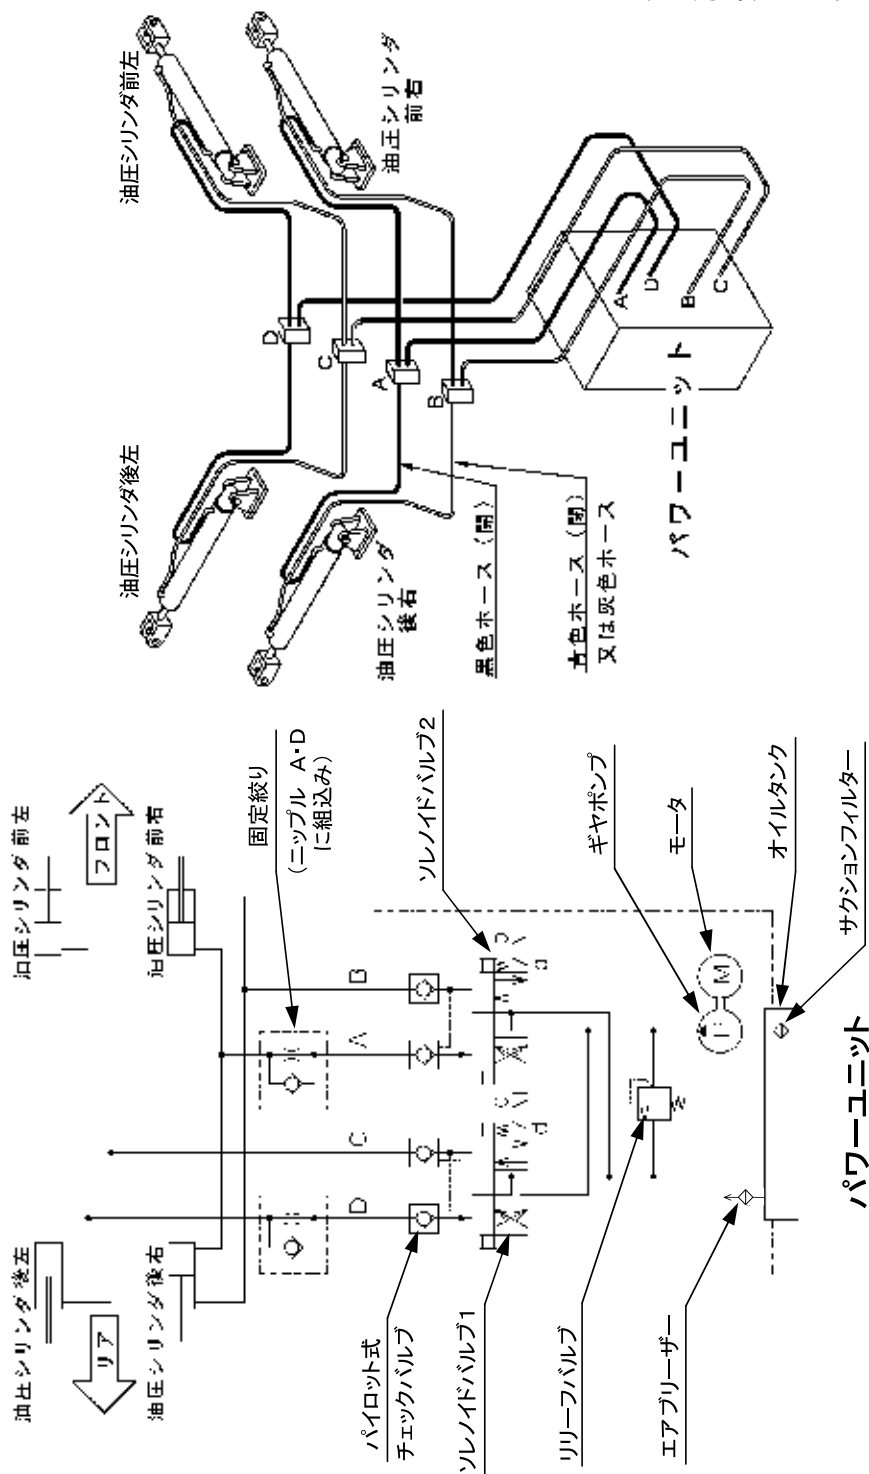 油圧シリンダ前左
油圧シリンダ
前右
油圧シリンダ後左
油圧シリンダ
後右
D
C
A
B
A
D
B
C
パワーユニット
黒色ホース(開)
青色ホース(閉)
又は灰色ホース
油圧シリンダ前左
フロント
油圧シリンダ前右
油圧シリンダ後左
リア
油圧シリンダ後右
固定絞り
(ニップル A・D
に組込み)
B
A
C
D
ソレノイドバルブ2
ギヤポンプ
モータ
M
オイルタンク
サクションフィルター
パワーユニット
パイロット式
チェックバルブ
ソレノイドバルブ1
リリーフバルブ
エアブリーザー